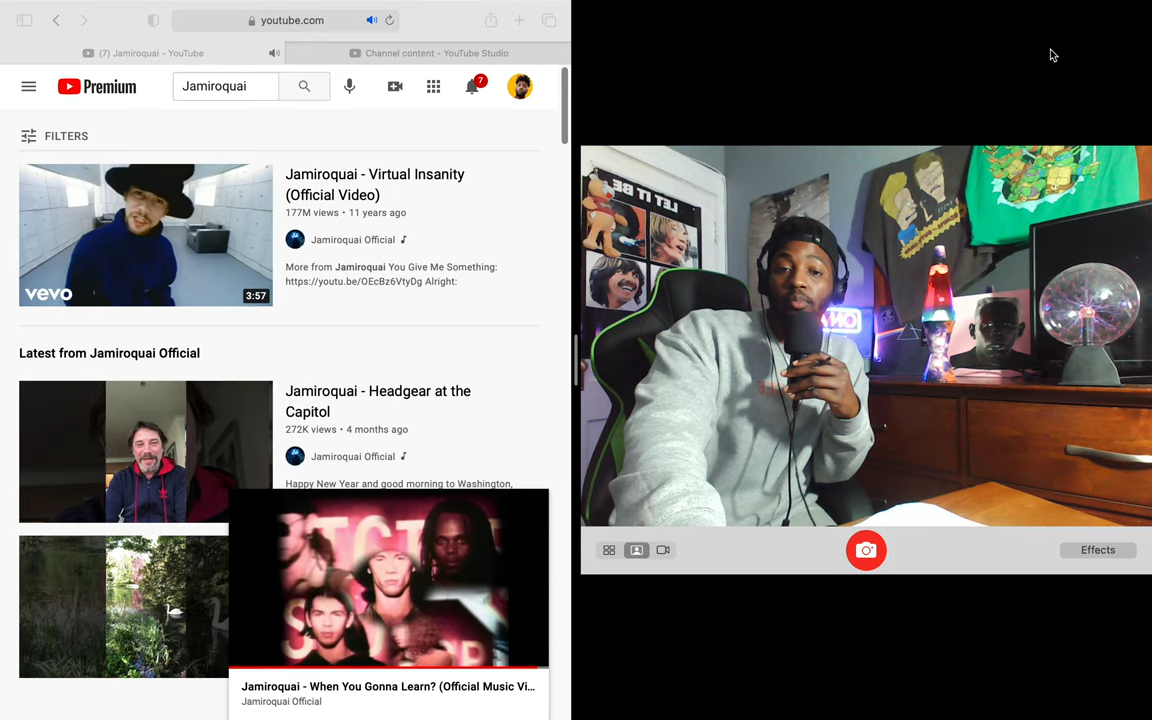 youtube.com
(7) Jamiroquai - YouTube
Channel content - YouTube Studio
Premium
Jamiroquai
7
FILTERS
Jamiroquai - Virtual Insanity
(Official Video)
177M views • 11 years ago
Jamiroquai Official
More from Jamiroquai You Give Me Something:
https://youtu.be/OEcBz6VtyDg Alright:
vevo
3:57
Latest from Jamiroquai Official
Jamiroquai - Headgear at the
Capitol
272K views • 4 months ago
Jamiroquai Official
Happy New Year and good morning to Washington,
Jamiroquai - When You Gonna Learn? (Official Music Vi...
Jamiroquai Official
LET IT BE
Effects